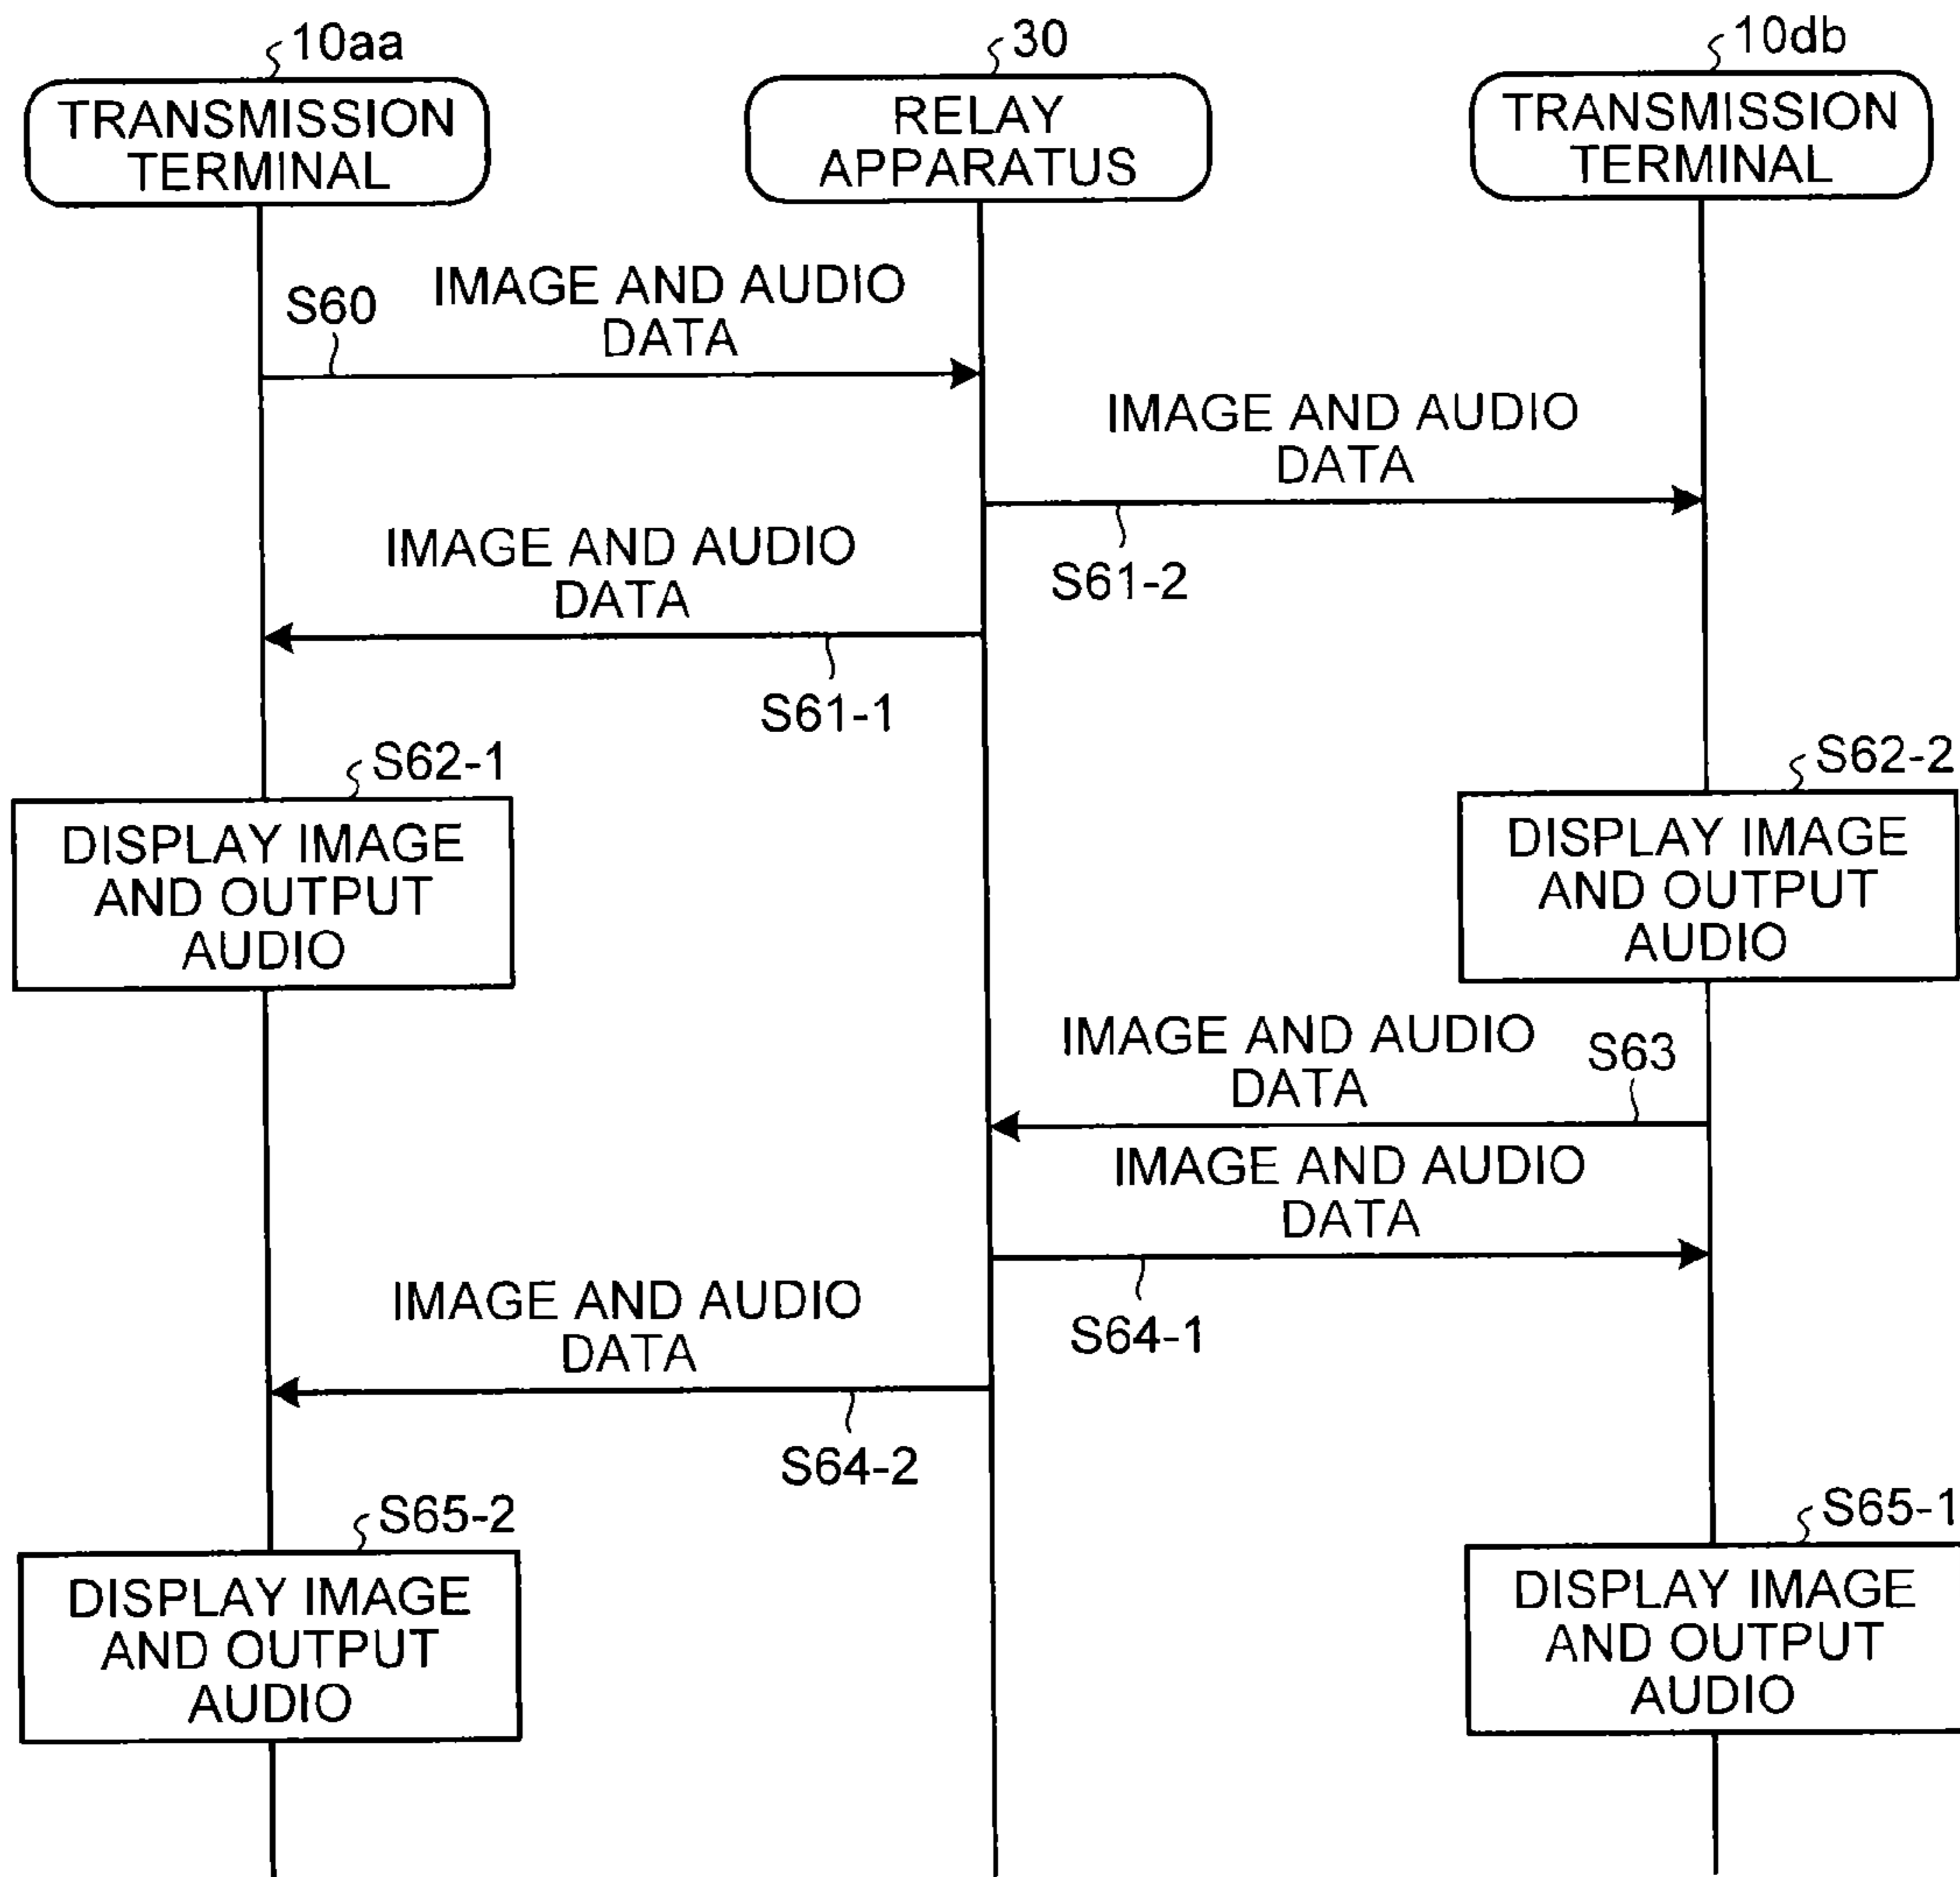 10aa
30
10db
TRANSMISSION
TERMINAL
RELAY
APPARATUS
TRANSMISSION
TERMINAL
S60
IMAGE AND AUDIO
DATA
IMAGE AND AUDIO
DATA
S61-2
IMAGE AND AUDIO
DATA
S61-1
S62-1
DISPLAY IMAGE
AND OUTPUT
AUDIO
S62-2
DISPLAY IMAGE
AND OUTPUT
AUDIO
IMAGE AND AUDIO
DATA
S63
IMAGE AND AUDIO
DATA
S64-1
IMAGE AND AUDIO
DATA
S64-2
S65-2
DISPLAY IMAGE
AND OUTPUT
AUDIO
S65-1
DISPLAY IMAGE
AND OUTPUT
AUDIO